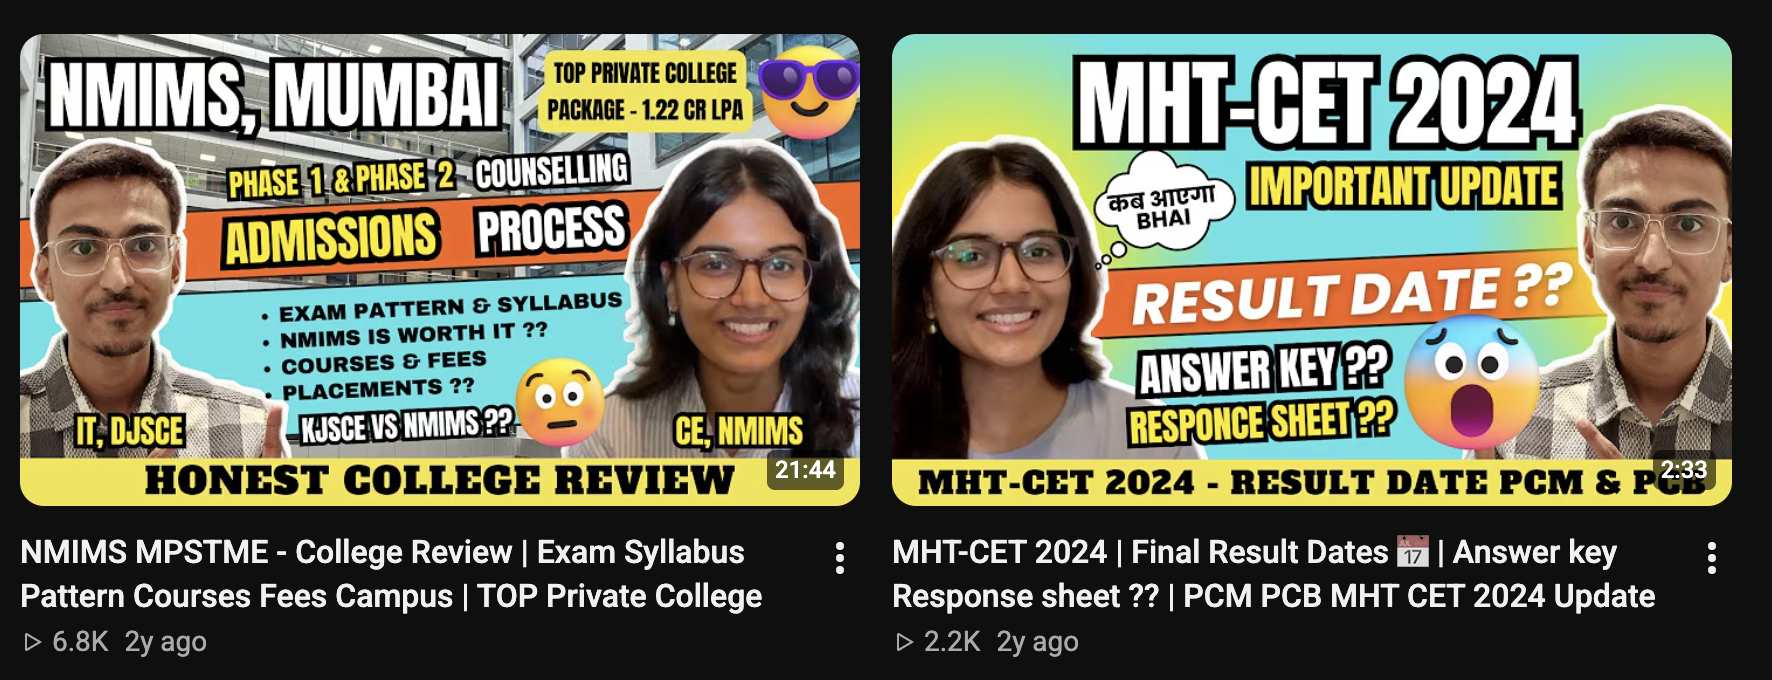 NMIMS, MUMBAI
TOP PRIVATE COLLEGE
PACKAGE - 1.22 CR LPA
PHASE 1 & PHASE 2 COUNSELLING
ADMISSIONS PROCESS
• EXAM PATTERN & SYLLABUS
• NMIMS IS WORTH IT ??
• COURSES & FEES
• PLACEMENTS ??
IT, DJSCE
KJSCE VS NMIMS ??
CE, NMIMS
HONEST COLLEGE REVIEW
21:44
NMIMS MPSTME - College Review | Exam Syllabus
Pattern Courses Fees Campus | TOP Private College
6.8K 2y ago
MHT-CET 2024
कब आएगा
BHAI
IMPORTANT UPDATE
RESULT DATE ??
ANSWER KEY ??
RESPONCE SHEET ??
MHT-CET 2024 - RESULT DATE PCM & PCB
2:33
MHT-CET 2024 | Final Result Dates 📅 | Answer key
Response sheet ?? | PCM PCB MHT CET 2024 Update
2.2K 2y ago